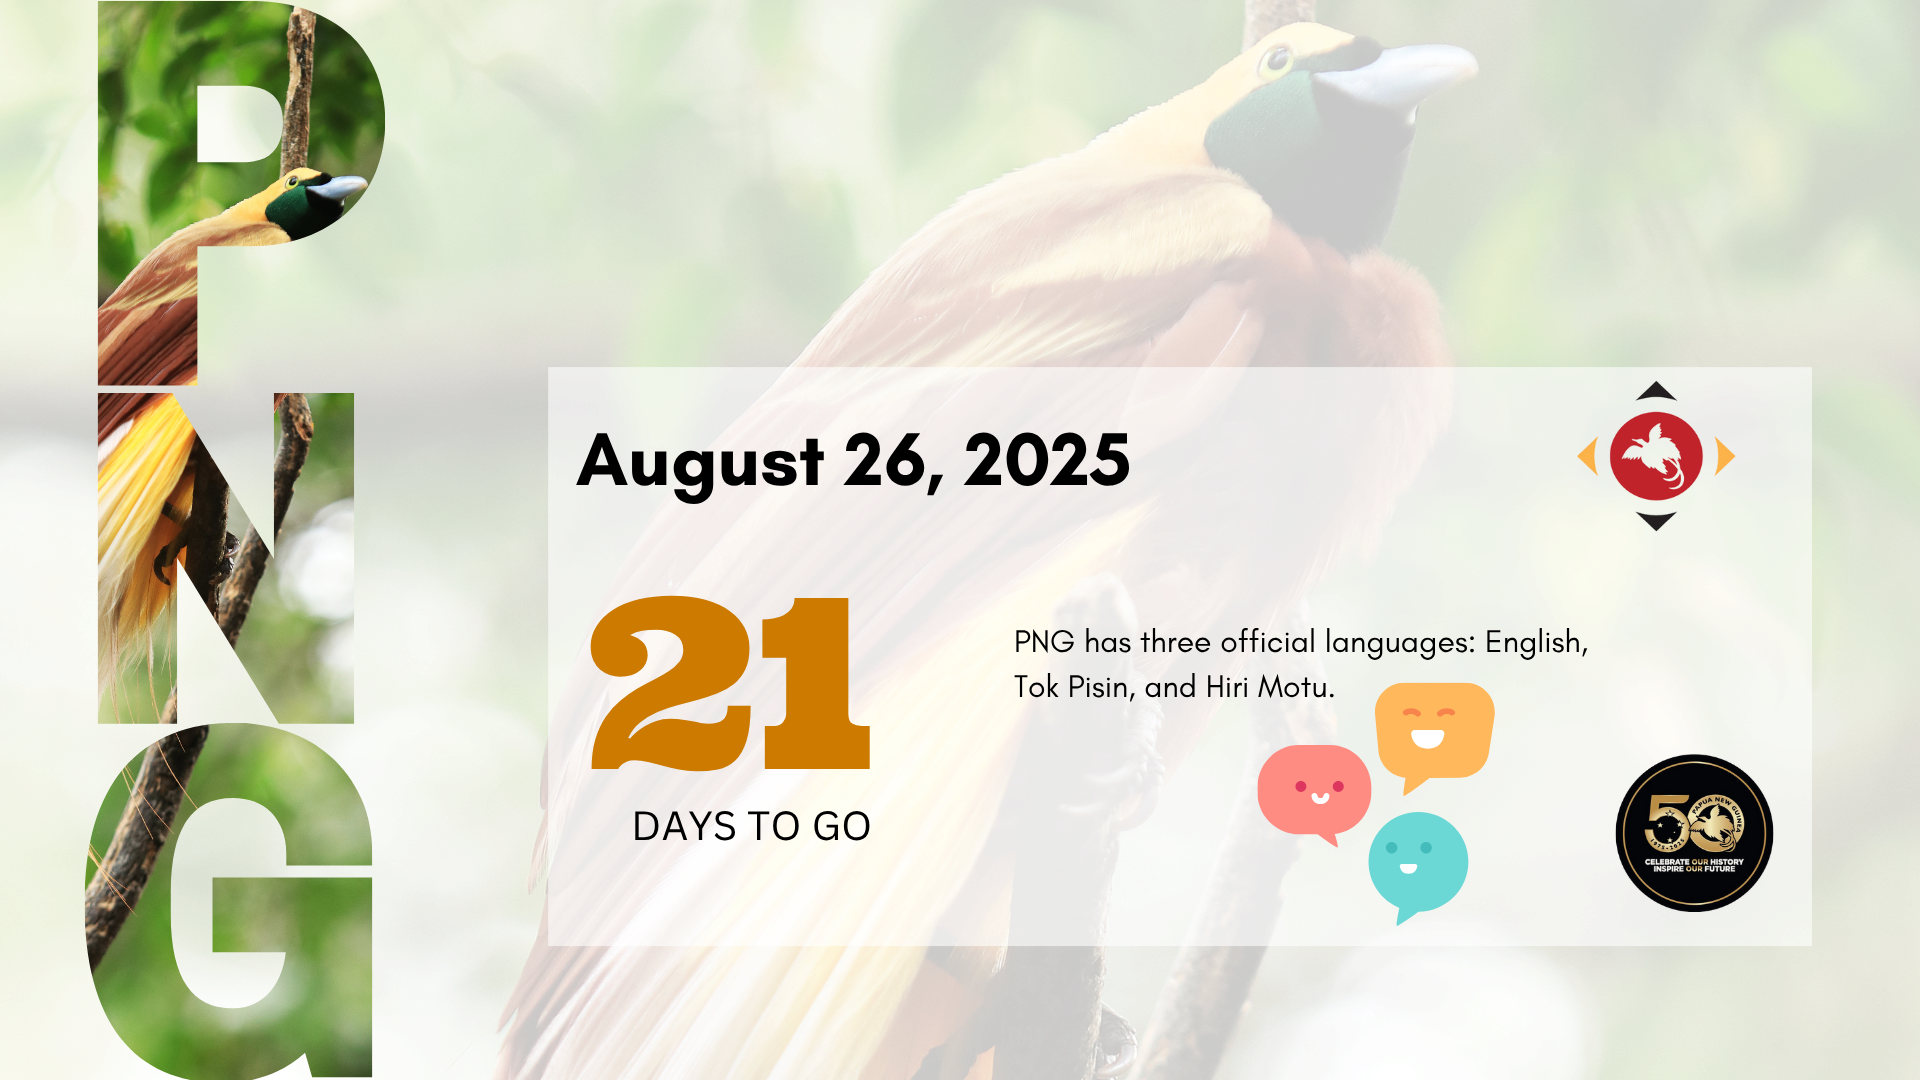 PNG
August 26, 2025
21
DAYS TO GO
PNG has three official languages: English,
Tok Pisin, and Hiri Motu.
50
PAPUA NEW GUINEA
1975-2025
CELEBRATE OUR HISTORY
INSPIRE OUR FUTURE